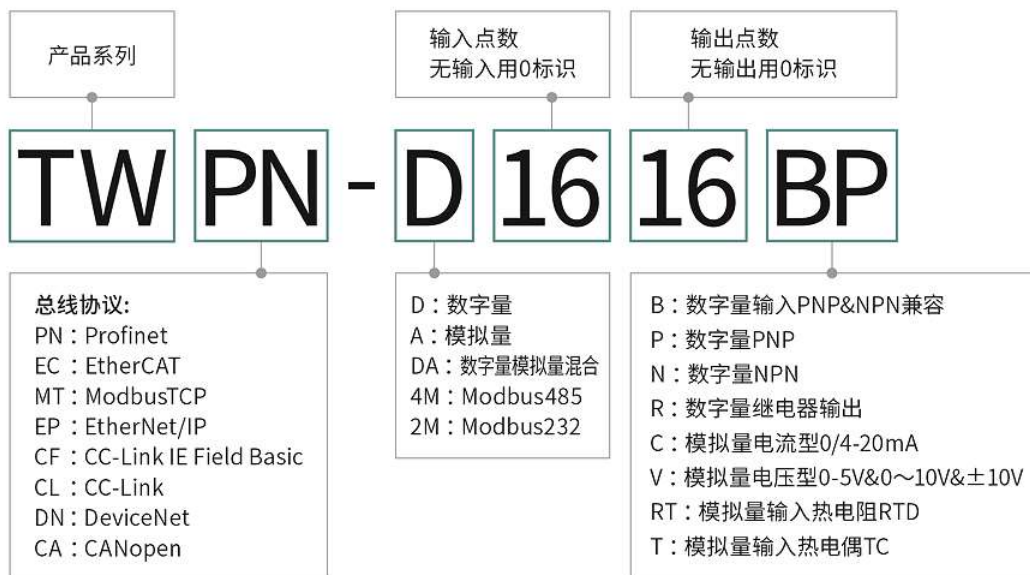 产品系列
输入点数
无输入用0标识
输出点数
无输出用0标识
TW PN - D 16 16 BP
总线协议:
PN：Profinet
EC：EtherCAT
MT：ModbusTCP
EP：EtherNet/IP
CF：CC-Link IE Field Basic
CL：CC-Link
DN：DeviceNet
CA：CANopen
D：数字量
A：模拟量
DA：数字量模拟量混合
4M：Modbus485
2M：Modbus232
B：数字量输入PNP&NPN兼容
P：数字量PNP
N：数字量NPN
R：数字量继电器输出
C：模拟量电流型0/4-20mA
V：模拟量电压型0-5V&0～10V&±10V
RT：模拟量输入热电阻RTD
T：模拟量输入热电偶TC